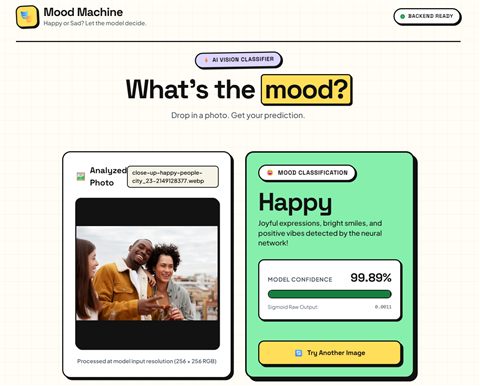 Mood Machine
Happy or Sad? Let the model decide.
BACKEND READY
AI VISION CLASSIFIER
What's the mood?
Drop in a photo. Get your prediction.
Analyzed
Photo
close-up-happy-people-
city_23-2149128377.webp
Processed at model input resolution (256 × 256 RGB)
MOOD CLASSIFICATION
Happy
Joyful expressions, bright smiles, and
positive vibes detected by the neural
network!
MODEL CONFIDENCE 99.89%
Sigmoid Raw Output: 0.0011
Try Another Image